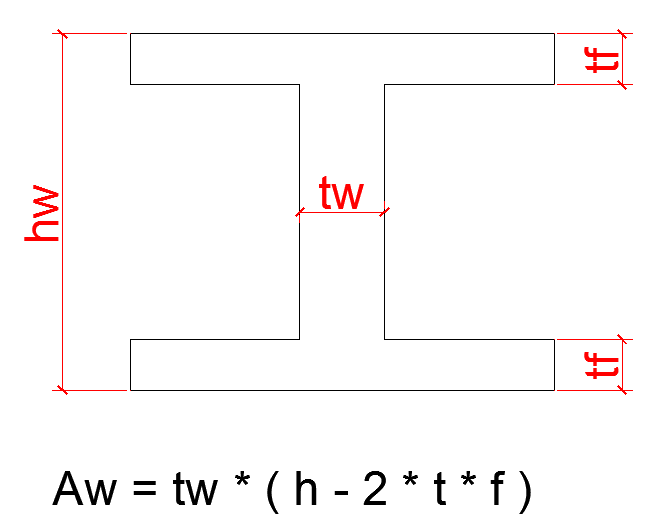 tf
hw
tw
tf
Aw = tw * ( h - 2 * t * f )